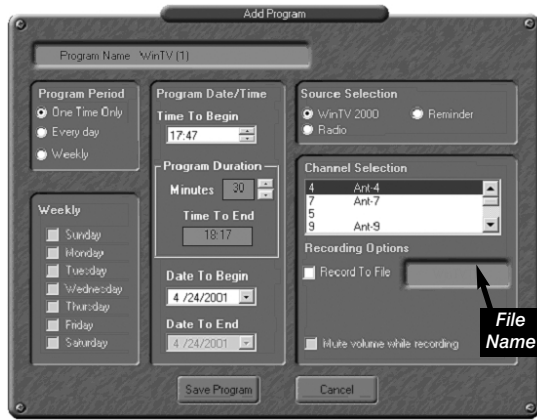 Add Program
Program Name WinTV (1)
Program Period
One Time Only
Every day
Weekly
Weekly
Sunday
Monday
Tuesday
Wednesday
Thursday
Friday
Saturday
Program Date/Time
Time To Begin
17:47
Program Duration
Minutes 30
Time To End
18:17
Date To Begin
4 /24/2001
Date To End
4 /24/2001
Source Selection
WinTV 2000 Reminder
Radio
Channel Selection
4 Ant-4
7 Ant-7
5
9 Ant-9
Recording Options
Record To File
File
Name
Mute volume while recording
Save Program Cancel